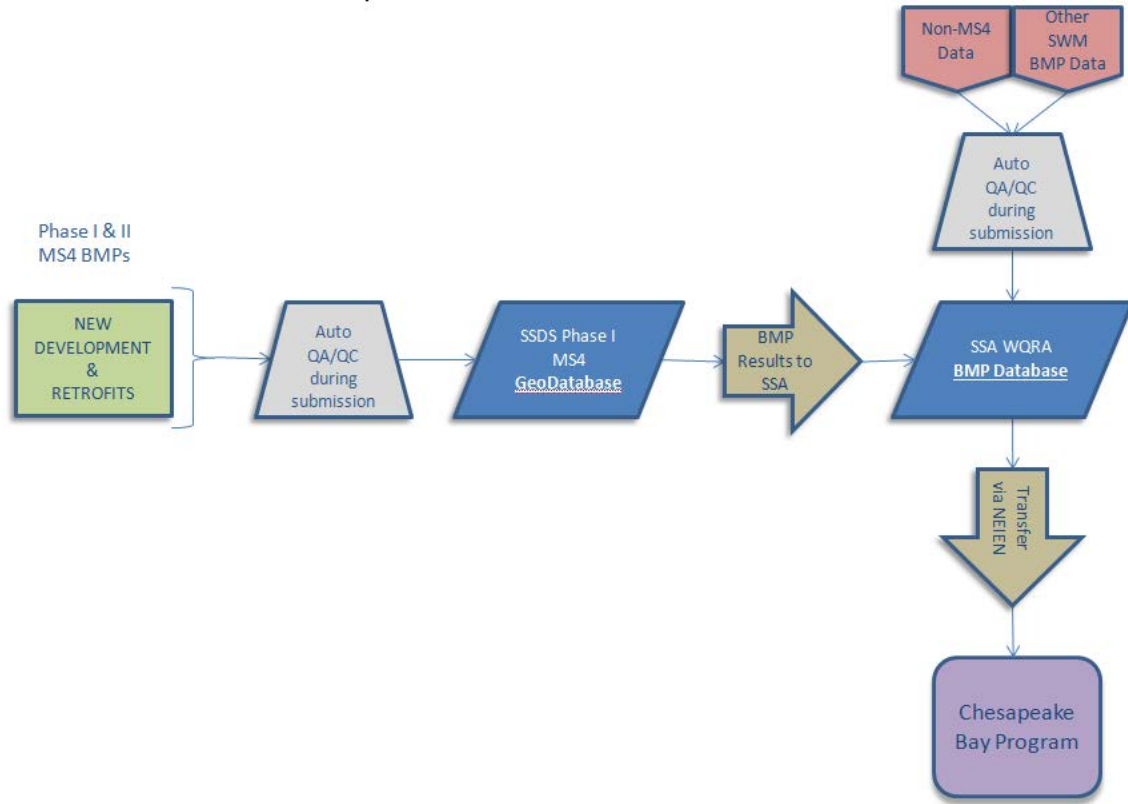 Non-MS4
Data
Other
SWM
BMP Data
Auto
QA/QC
during
submission
Phase I & II
MS4 BMPs
NEW
DEVELOPMENT
&
RETROFITS
Auto
QA/QC
during
submission
SSDS Phase I
MS4
GeoDatabase
BMP
Results to
SSA
SSA WQRA
BMP Database
Transfer
via NEIEN
Chesapeake
Bay Program